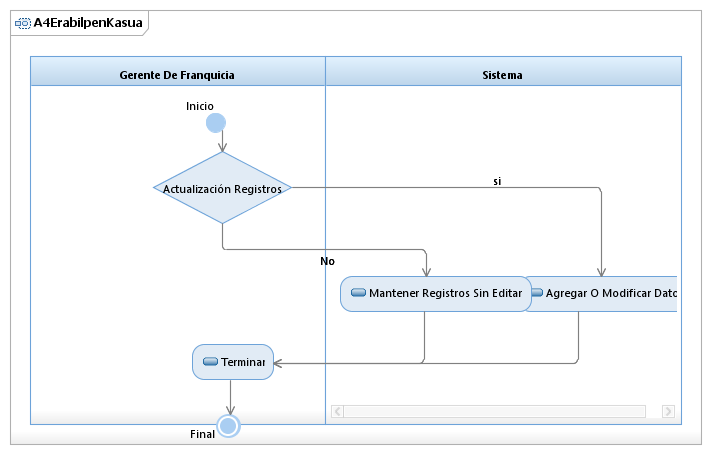 A4ErabilpenKasua
Gerente De Franquicia
Sistema
Inicio
Actualización Registros
si
No
Mantener Registros Sin Editar
Agregar O Modificar Dato
Terminar
Final